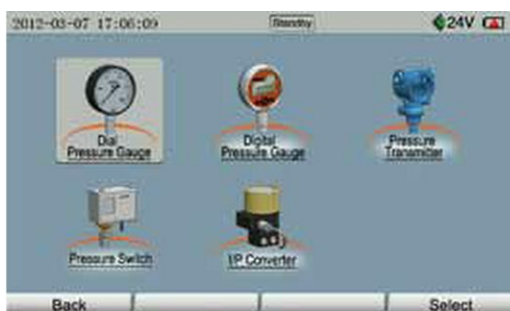 2012-03-07 17:06:09 Standby 24V
Dial
Pressure Gauge
Digital
Pressure Gauge
Pressure
Transmitter
Pressure Switch
I/P Converter
Back Select